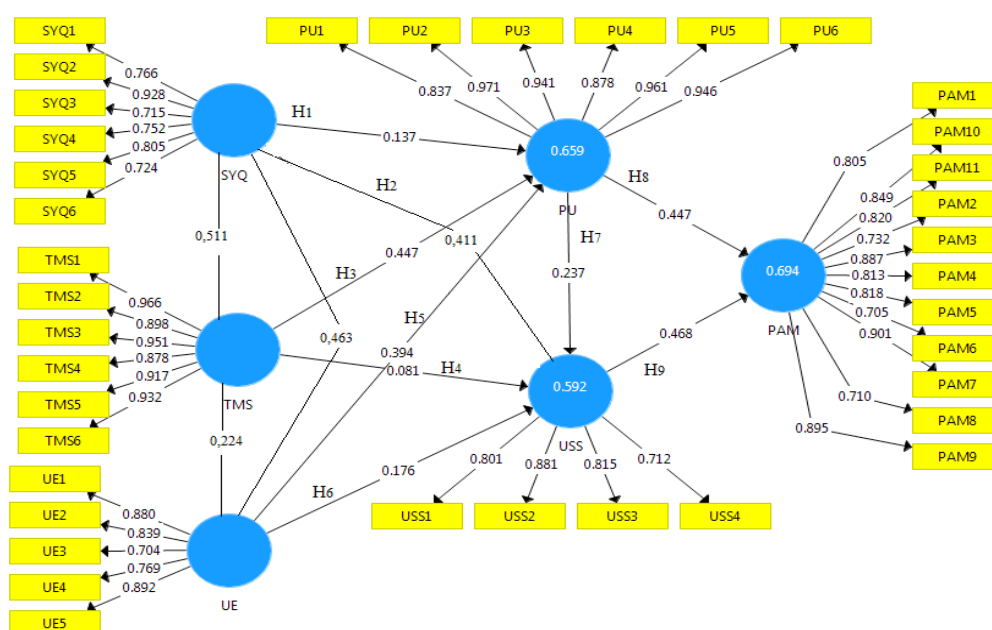 SYQ1
SYQ2
SYQ3
SYQ4
SYQ5
SYQ6
0.766
0.928
0.715
0.752
0.805
0.724
SYQ
PU1
PU2
PU3
PU4
PU5
PU6
0.837
0.971
0.941
0.878
0.961
0.946
0.659
PU
H1
0.137
H2
0,411
0,511
H3
0.447
H5
0.394
0,463
H4
0.081
H7
0.237
H8
0.447
TMS1
TMS2
TMS3
TMS4
TMS5
TMS6
0.966
0.898
0.951
0.878
0.917
0.932
TMS
0,224
UE1
UE2
UE3
UE4
UE5
0.880
0.839
0.704
0.769
0.892
UE
H6
0.176
0.592
USS
0.801
0.881
0.815
0.712
USS1
USS2
USS3
USS4
0.468
H9
0.694
PAM
0.805
0.849
0.820
0.732
0.887
0.813
0.818
0.705
0.901
0.710
0.895
PAM1
PAM10
PAM11
PAM2
PAM3
PAM4
PAM5
PAM6
PAM7
PAM8
PAM9